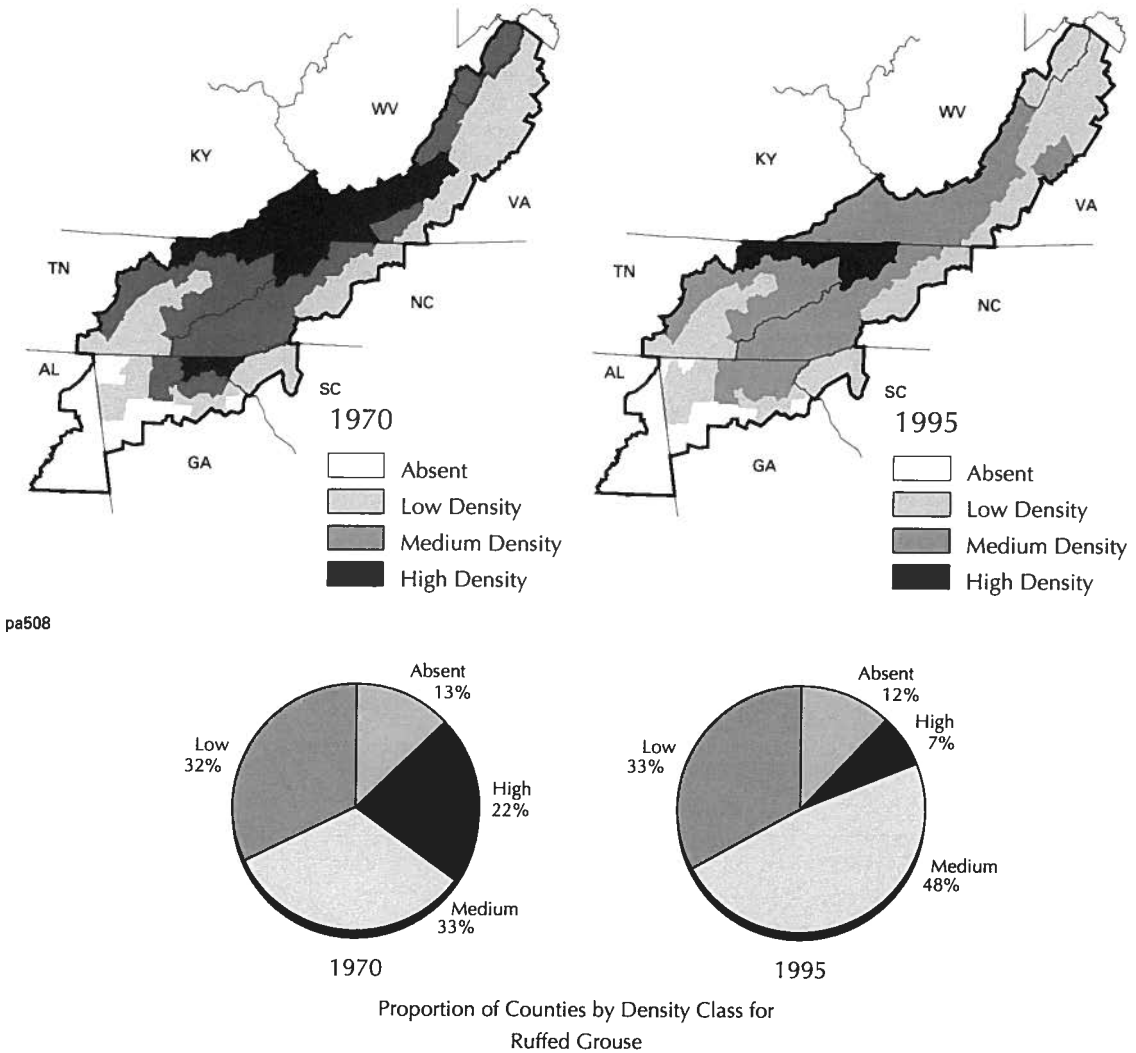 WV
KY
VA
TN
NC
AL
SC
GA
1970
Absent
Low Density
Medium Density
High Density
WV
KY
VA
TN
NC
AL
SC
GA
1995
Absent
Low Density
Medium Density
High Density
pa508
Absent
13%
High
22%
Medium
33%
Low
32%
1970
Absent
12%
High
7%
Medium
48%
Low
33%
1995
Proportion of Counties by Density Class for
Ruffed Grouse